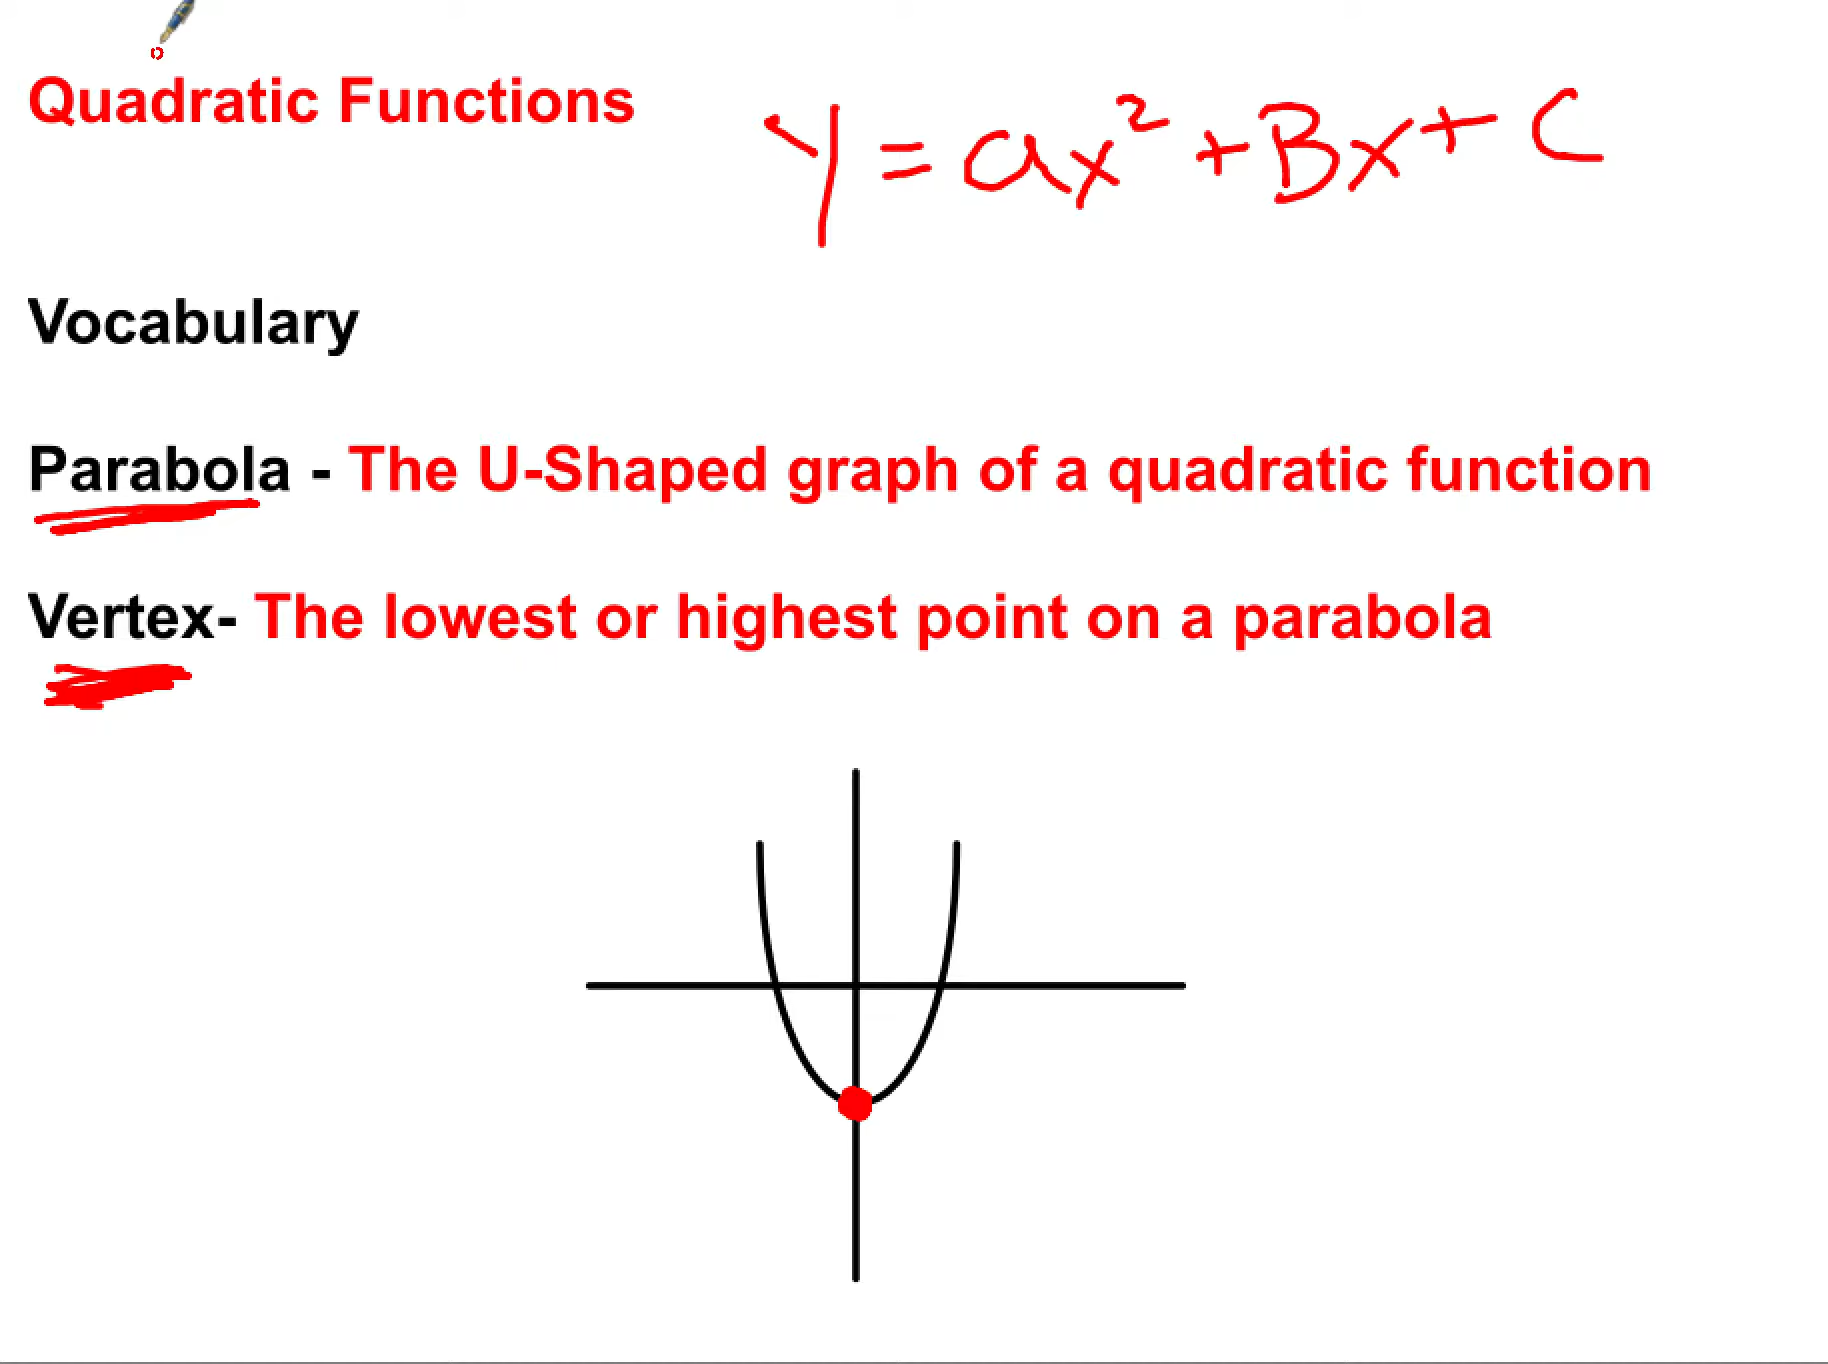 Quadratic Functions
Y = ax² + Bx + C
Vocabulary
Parabola - The U-Shaped graph of a quadratic function
Vertex- The lowest or highest point on a parabola